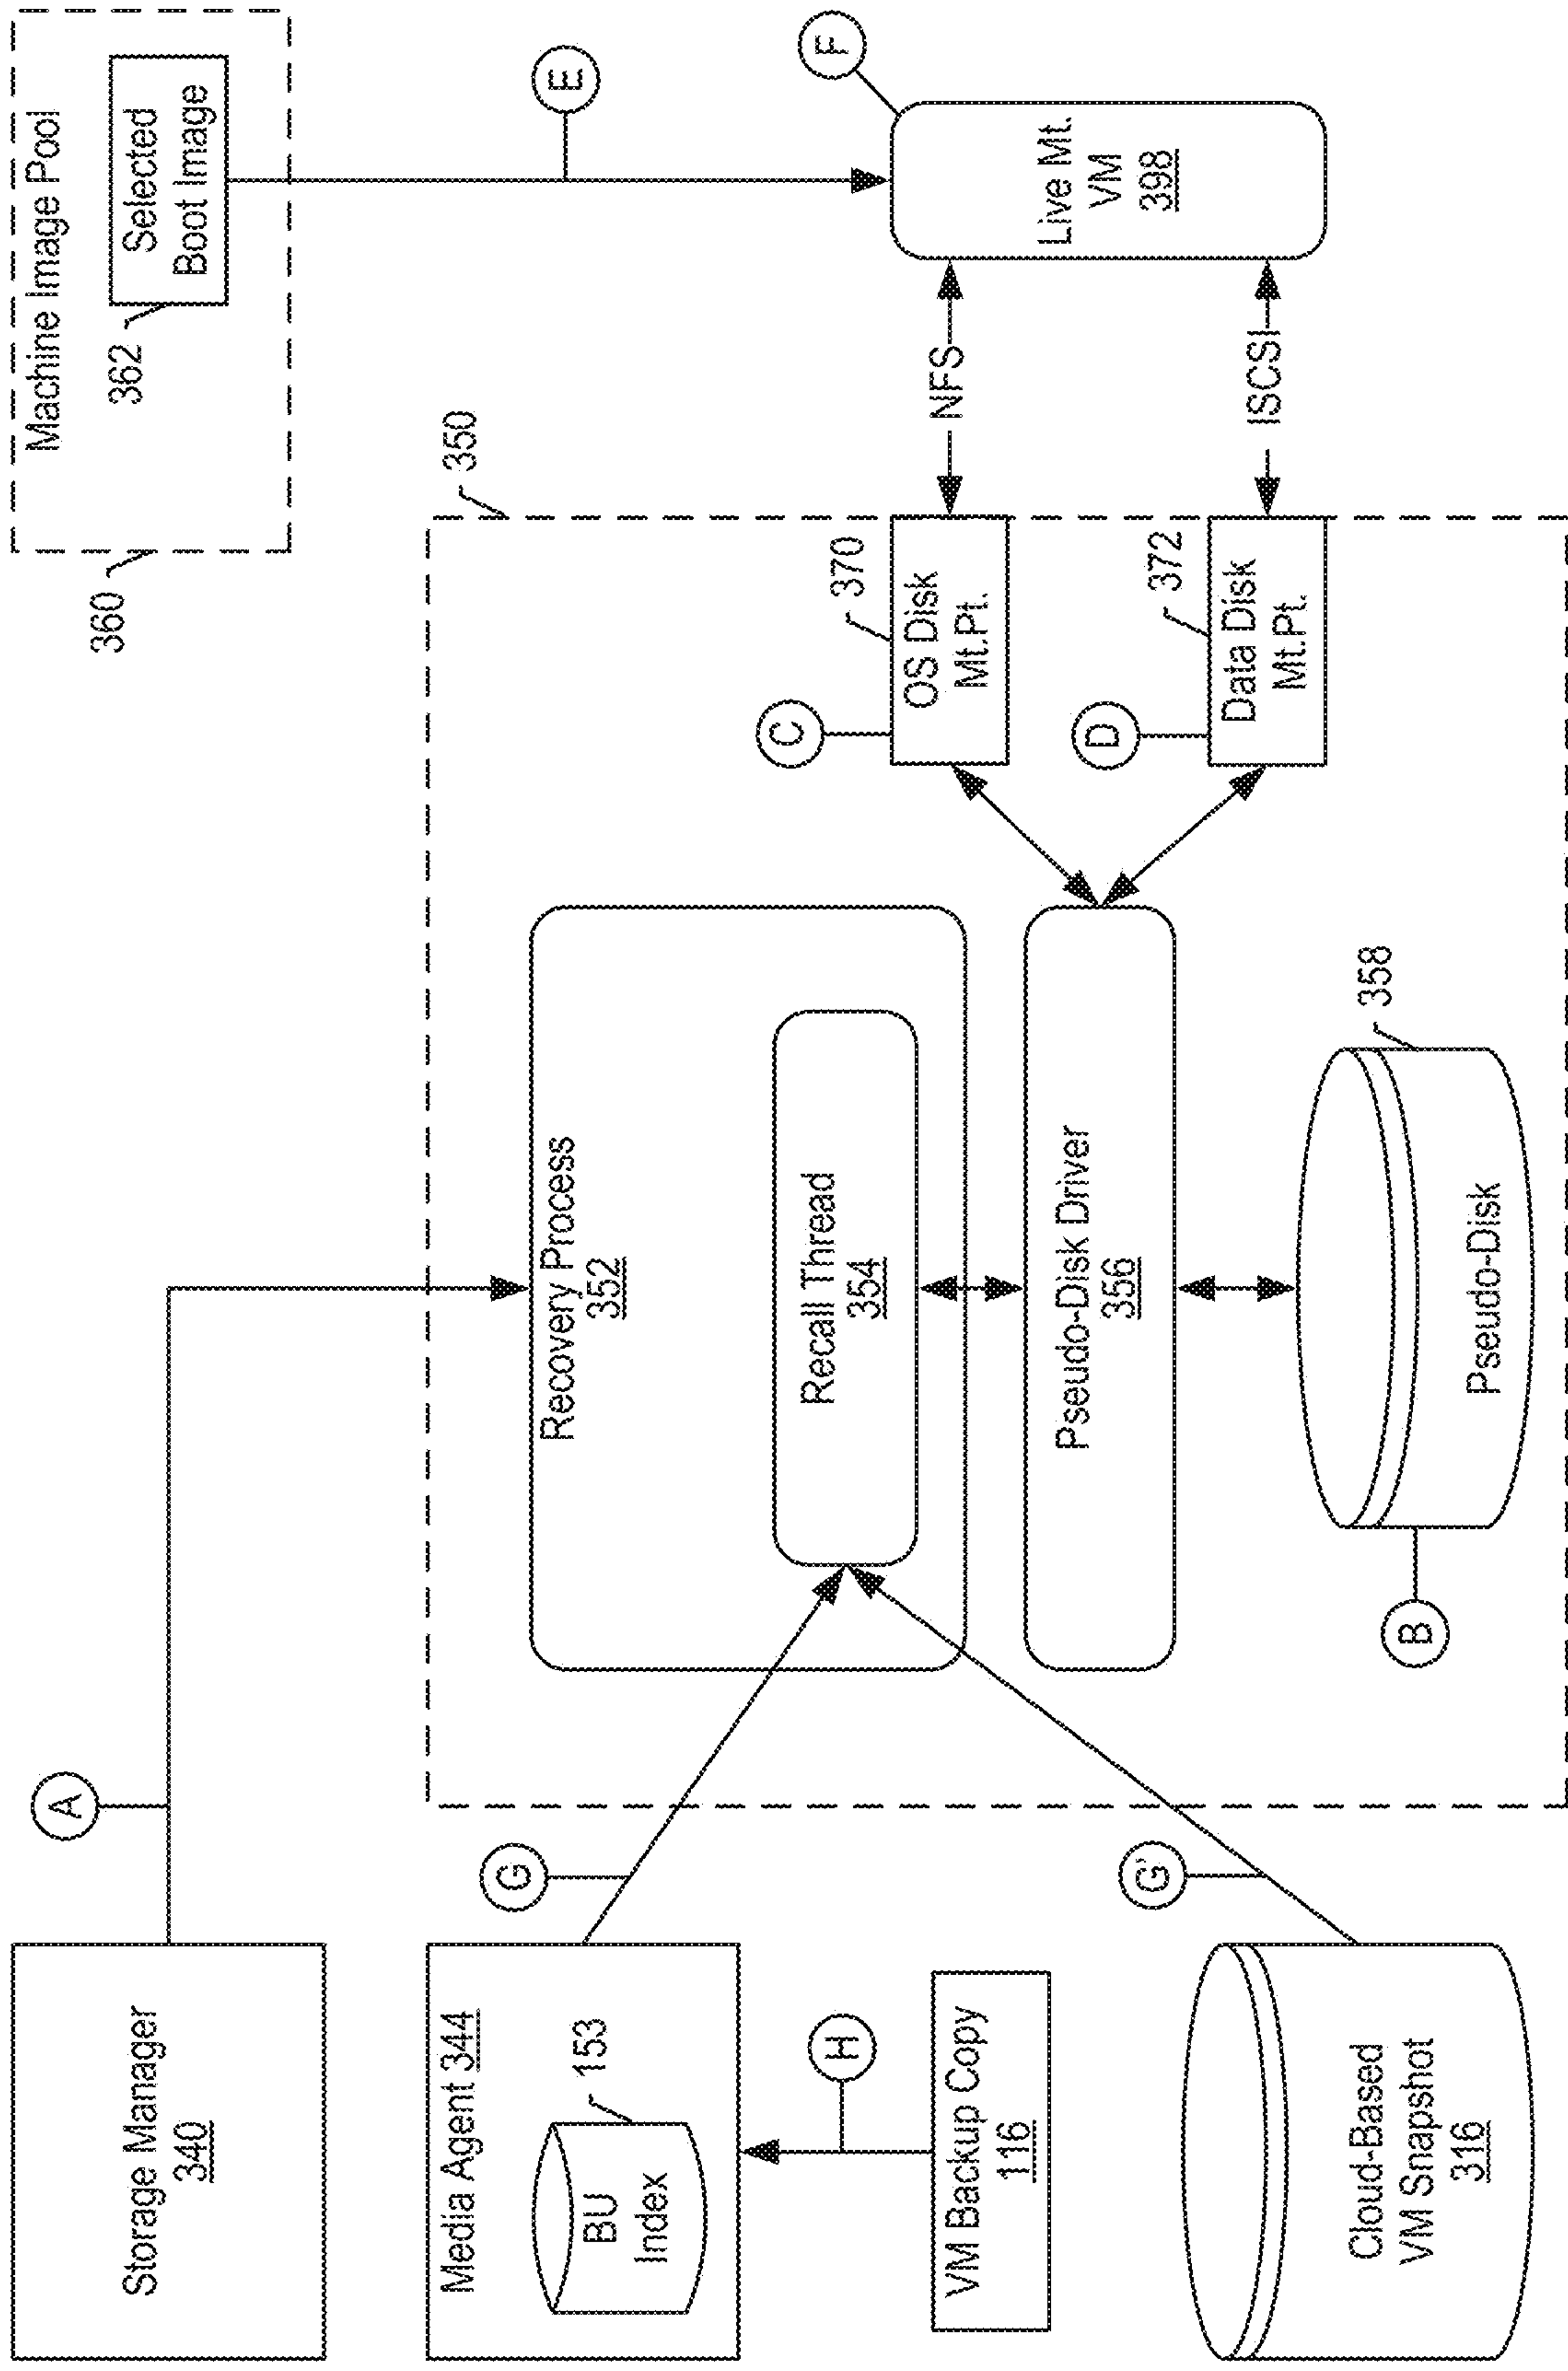 Storage Manager
340
A
Machine Image Pool
360
362
Selected
Boot Image
E
Media Agent 344
BU
Index
153
G
350
Recovery Process
352
Recall Thread
354
H
VM Backup Copy
116
C
OS Disk
Mt.Pt.
370
NFS
F
Live Mt.
VM
398
Pseudo-Disk Driver
356
D
Data Disk
Mt.Pt.
372
ISCSI
G'
Cloud-Based
VM Snapshot
316
B
Pseudo-Disk
358